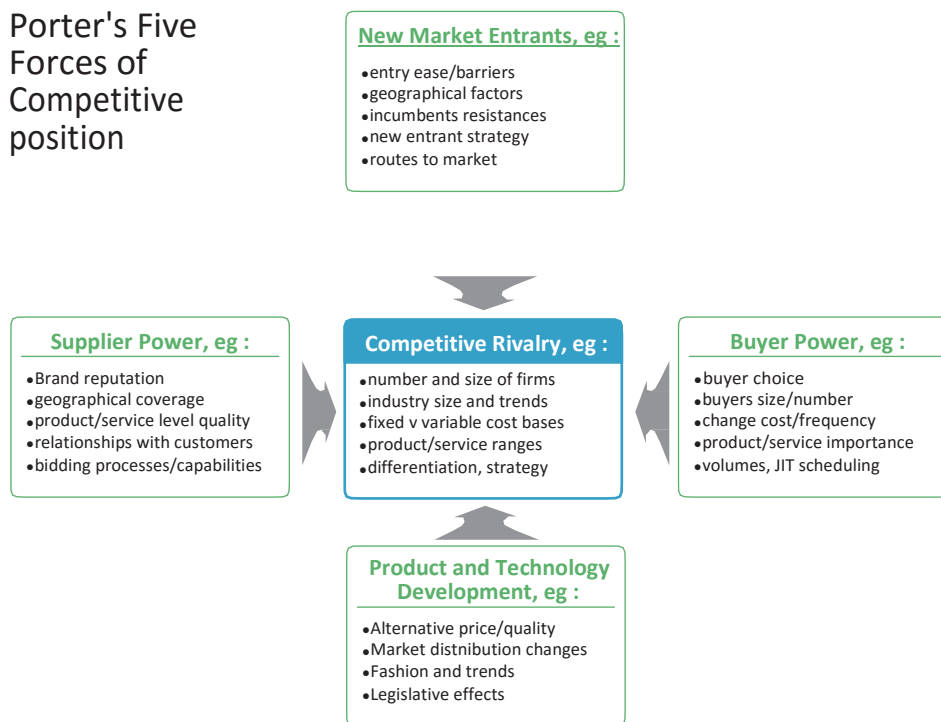 Porter's Five
Forces of
Competitive
position
New Market Entrants, eg :
•entry ease/barriers
•geographical factors
•incumbents resistances
•new entrant strategy
•routes to market
Supplier Power, eg :
•Brand reputation
•geographical coverage
•product/service level quality
•relationships with customers
•bidding processes/capabilities
Competitive Rivalry, eg :
•number and size of firms
•industry size and trends
•fixed v variable cost bases
•product/service ranges
•differentiation, strategy
Buyer Power, eg :
•buyer choice
•buyers size/number
•change cost/frequency
•product/service importance
•volumes, JIT scheduling
Product and Technology
Development, eg :
•Alternative price/quality
•Market distribution changes
•Fashion and trends
•Legislative effects